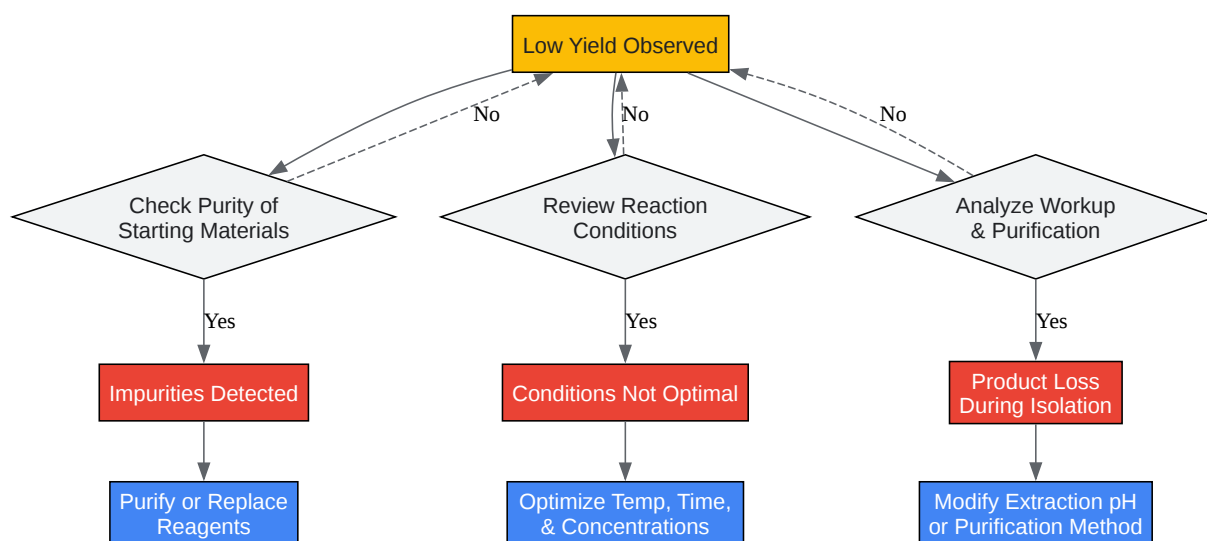 Low Yield Observed
No
No
No
Check Purity of
Starting Materials
Review Reaction
Conditions
Analyze Workup
& Purification
Yes
Yes
Yes
Impurities Detected
Conditions Not Optimal
Product Loss
During Isolation
Purify or Replace
Reagents
Optimize Temp, Time,
& Concentrations
Modify Extraction pH
or Purification Method